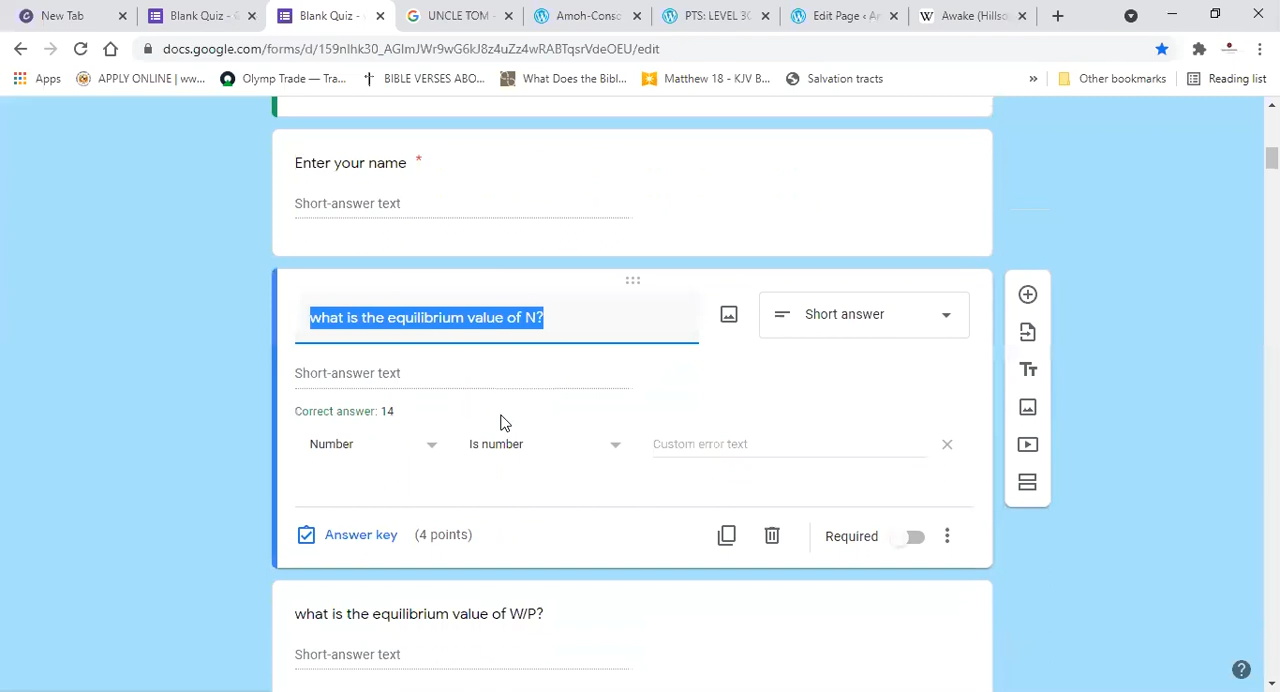 New Tab
Blank Quiz -
Blank Quiz -
UNCLE TOM -
Amoh-Conso
PTS: LEVEL 30
Edit Page ‹ A
Awake (Hillso
docs.google.com/forms/d/159nIhk30_AGImJWr9wG6kJ8z4uZz4wRABTqsrVdeOEU/edit
Apps
APPLY ONLINE | ww...
Olymp Trade — Tra...
BIBLE VERSES ABO...
What Does the Bibl...
Matthew 18 - KJV B...
Salvation tracts
»
Other bookmarks
Reading list
Enter your name *
Short-answer text
what is the equilibrium value of N?
Short answer
Short-answer text
Correct answer: 14
Number
Is number
Custom error text
Answer key
(4 points)
Required
what is the equilibrium value of W/P?
Short-answer text